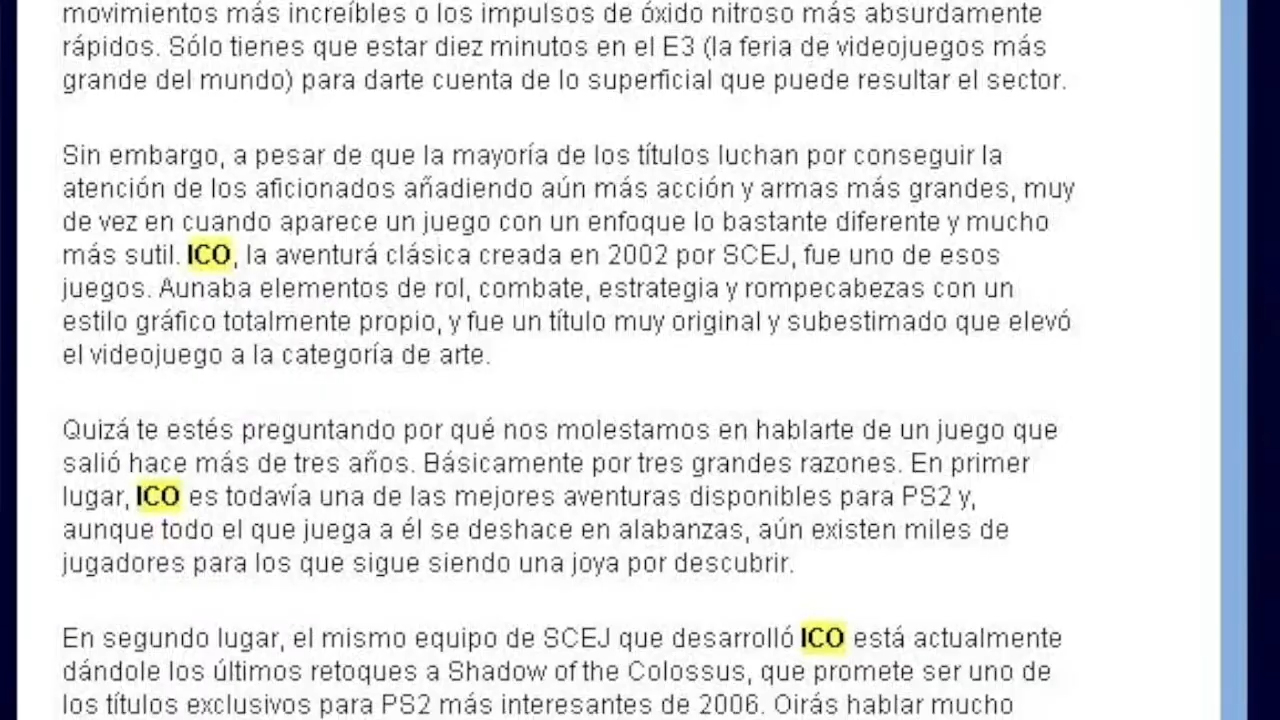 movimientos más increíbles o los impulsos de óxido nitroso más absurdamente
rápidos. Sólo tienes que estar diez minutos en el E3 (la feria de videojuegos más
grande del mundo) para darte cuenta de lo superficial que puede resultar el sector.
Sin embargo, a pesar de que la mayoría de los títulos luchan por conseguir la
atención de los aficionados añadiendo aún más acción y armas más grandes, muy
de vez en cuando aparece un juego con un enfoque lo bastante diferente y mucho
más sutil. ICO, la aventurá clásica creada en 2002 por SCEJ, fue uno de esos
juegos. Aunaba elementos de rol, combate, estrategia y rompecabezas con un
estilo gráfico totalmente propio, y fue un título muy original y subestimado que elevó
el videojuego a la categoría de arte.
Quizá te estés preguntando por qué nos molestamos en hablarte de un juego que
salió hace más de tres años. Básicamente por tres grandes razones. En primer
lugar, ICO es todavía una de las mejores aventuras disponibles para PS2 y,
aunque todo el que juega a él se deshace en alabanzas, aún existen miles de
jugadores para los que sigue siendo una joya por descubrir.
En segundo lugar, el mismo equipo de SCEJ que desarrolló ICO está actualmente
dándole los últimos retoques a Shadow of the Colossus, que promete ser uno de
los títulos exclusivos para PS2 más interesantes de 2006. Oirás hablar mucho